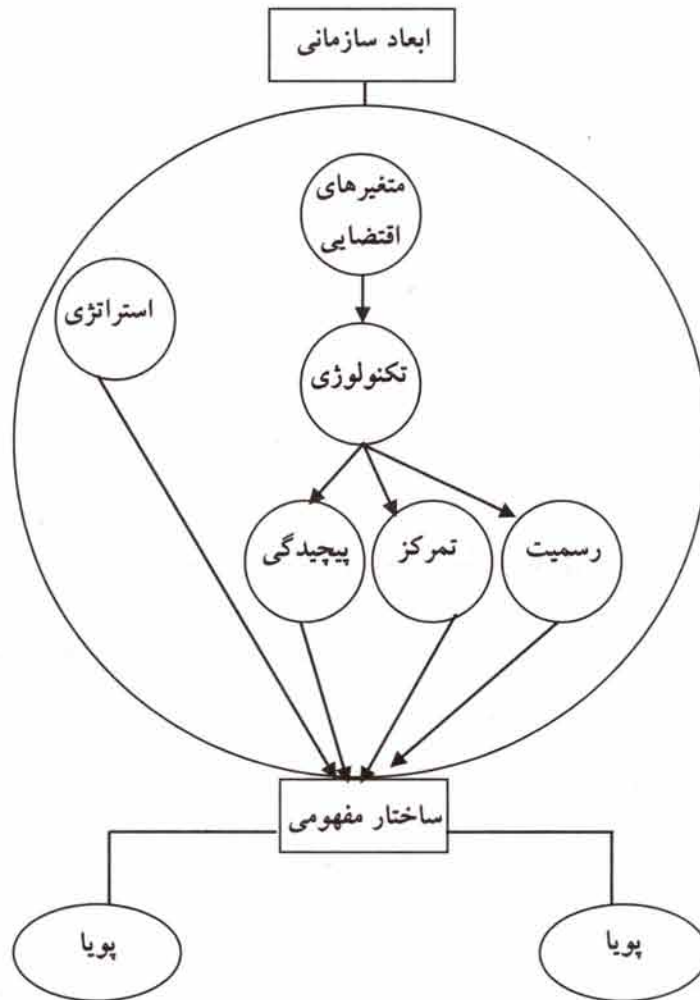 ابعاد سازمانی
متغیرهای
اقتضایی
استراتژی
تکنولوژی
رسمیت
تمرکز
پیچیدگی
ساختار مفهومی
پویا
پویا